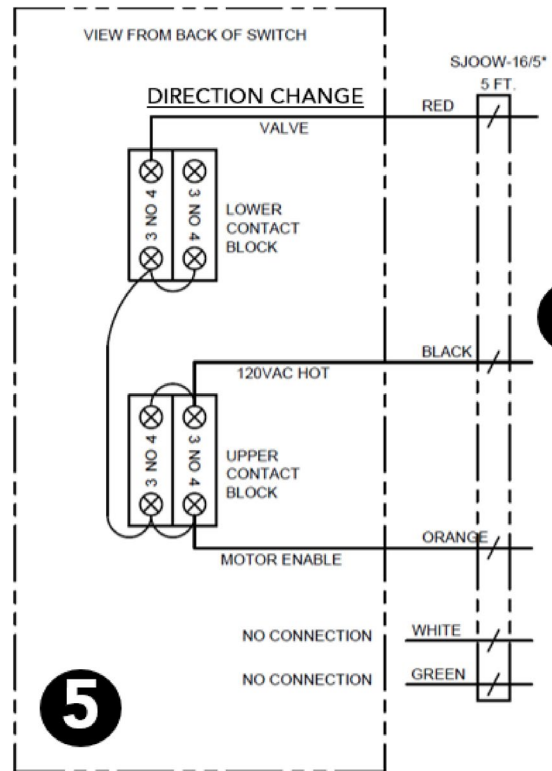 VIEW FROM BACK OF SWITCH
SJOOW-16/5*
5 FT.
DIRECTION CHANGE
RED
VALVE
3 NO 4
3 NO 4
LOWER
CONTACT
BLOCK
BLACK
120VAC HOT
3 NO 4
3 NO 4
UPPER
CONTACT
BLOCK
ORANGE
MOTOR ENABLE
NO CONNECTION
WHITE
NO CONNECTION
GREEN
5